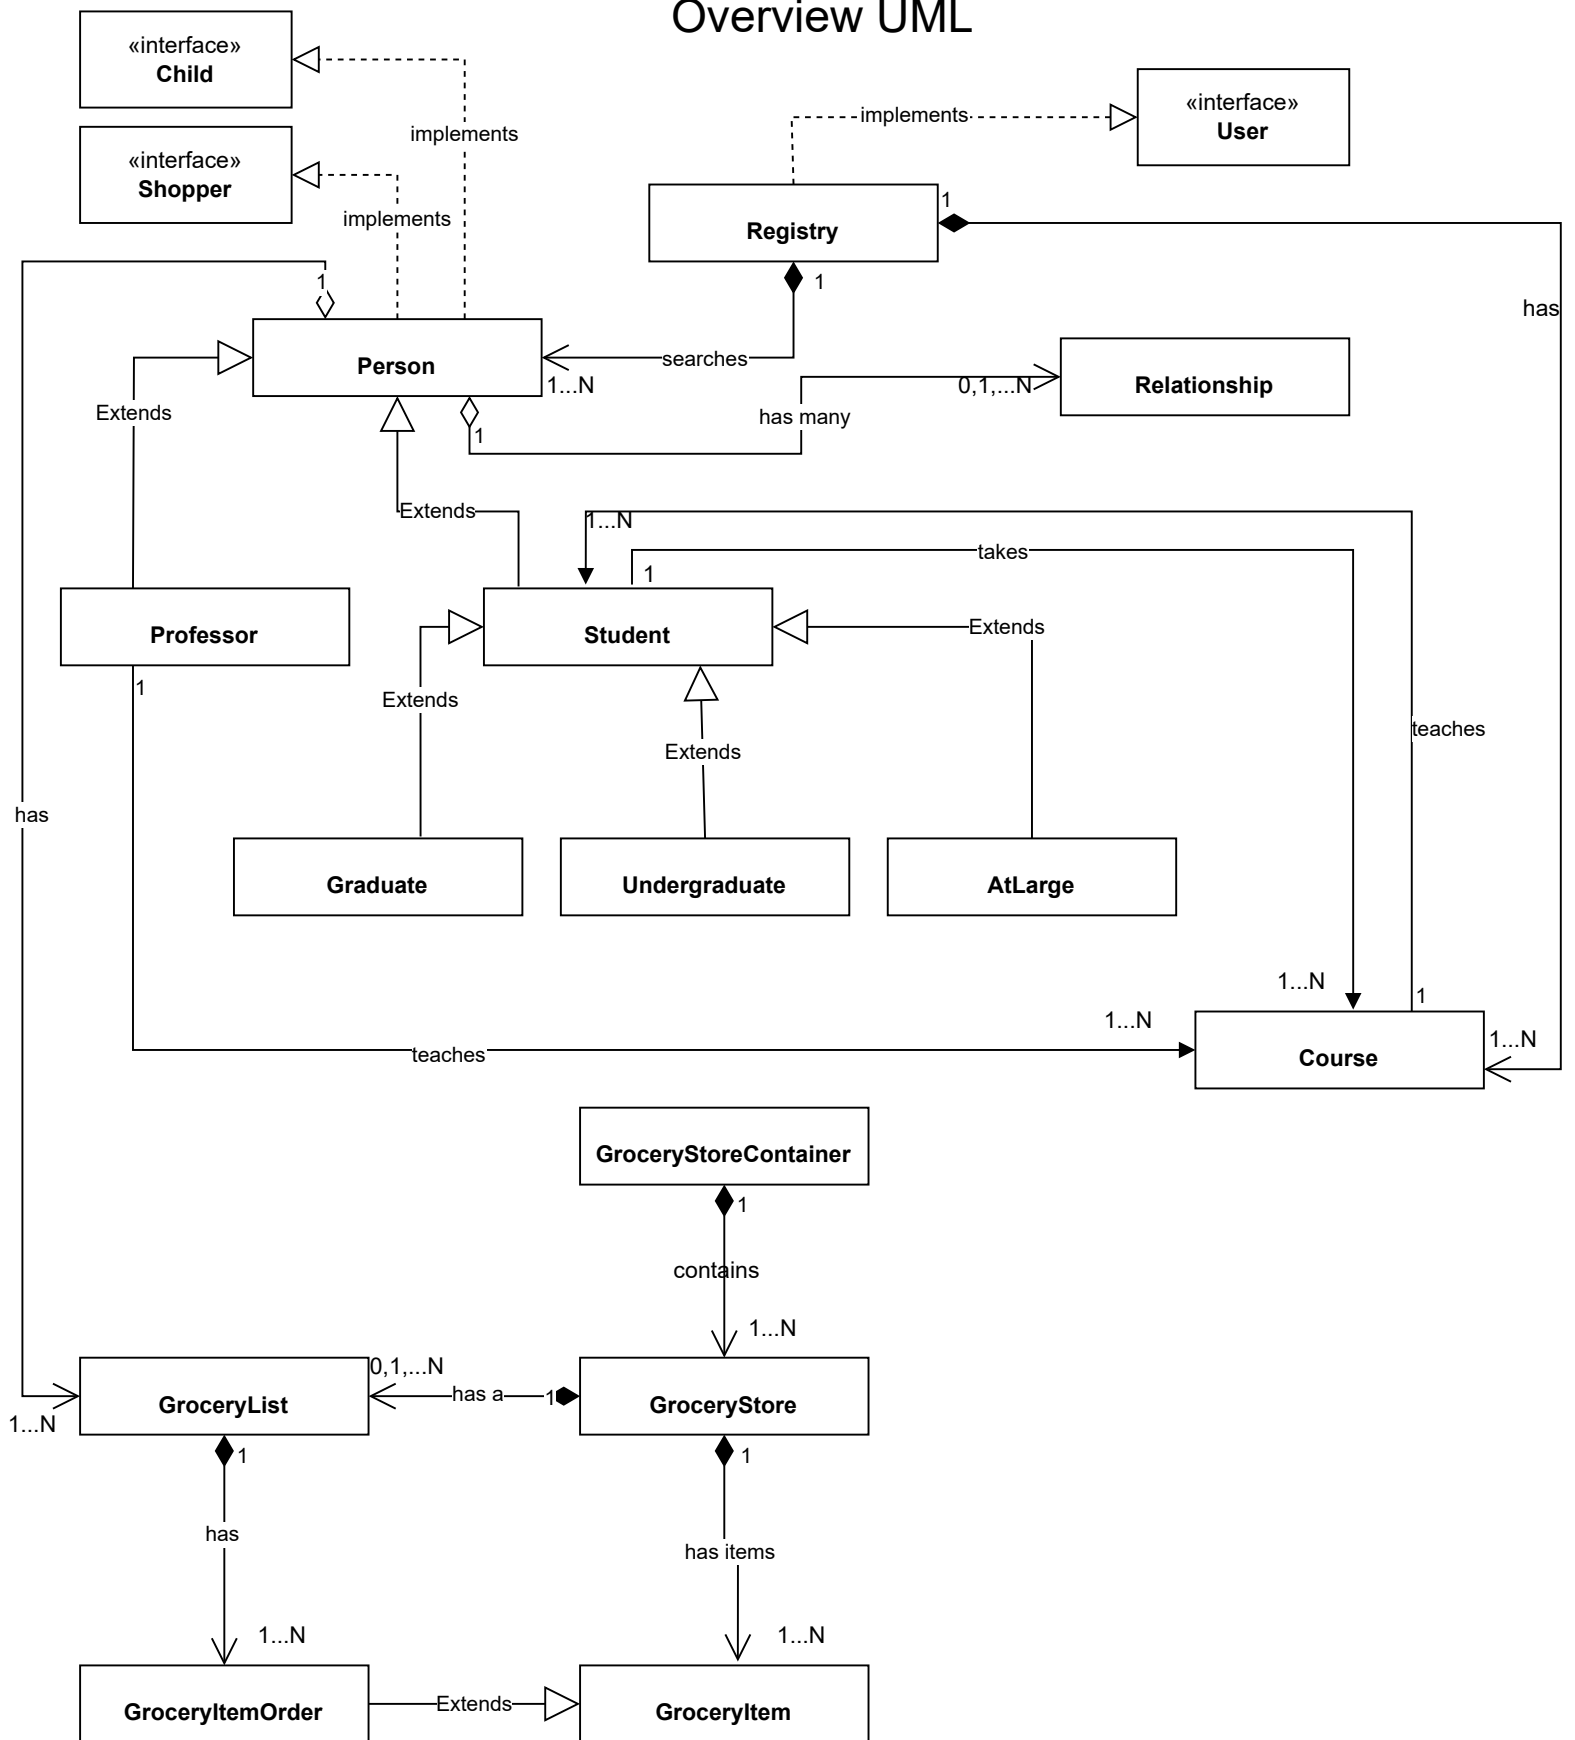 Overview UML
«interface»
Child
«interface»
User
implements
implements
«interface»
Shopper
1
implements
Registry
1
1
has
searches
Person
1...N
0,1,...N
Relationship
Extends
has many
1
Extends
1...N
takes
1
Professor
Student
Extends
1
Extends
teaches
Extends
has
Graduate
Undergraduate
AtLarge
1...N
1
1...N
1...N
teaches
Course
GroceryStoreContainer
1
contains
1...N
0,1,...N
has a
1
GroceryList
GroceryStore
1...N
1
1
has
has items
1...N
1...N
GroceryItemOrder
Extends
GroceryItem